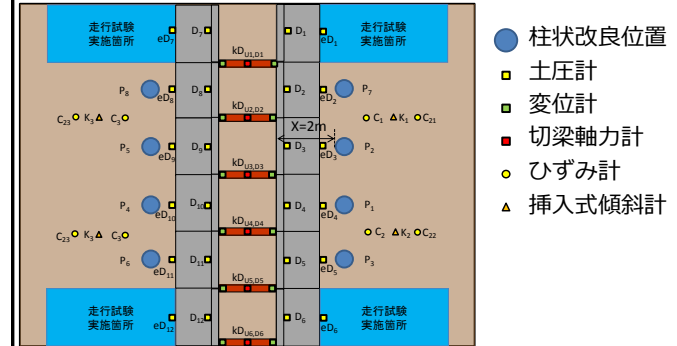 走行試験
実施箇所
eD7
D7
D1
eD1
走行試験
実施箇所
kDU1,D1
P8
eD8
D8
D2
eD2
P7
C23 K3 C3
kDU2,D2
C1 K1 C21
X=2m
P5
eD9
D9
D3
eD3
P2
kDU3,D3
P4
eD10
D10
D4
eD4
P1
C23 K3 C3
kDU4,D4
C2 K2 C22
P6
eD11
D11
D5
eD5
P3
kDU5,D5
走行試験
実施箇所
eD12
D12
D6
eD6
走行試験
実施箇所
kDU6,D6
柱状改良位置
土圧計
変位計
切梁軸力計
ひずみ計
挿入式傾斜計